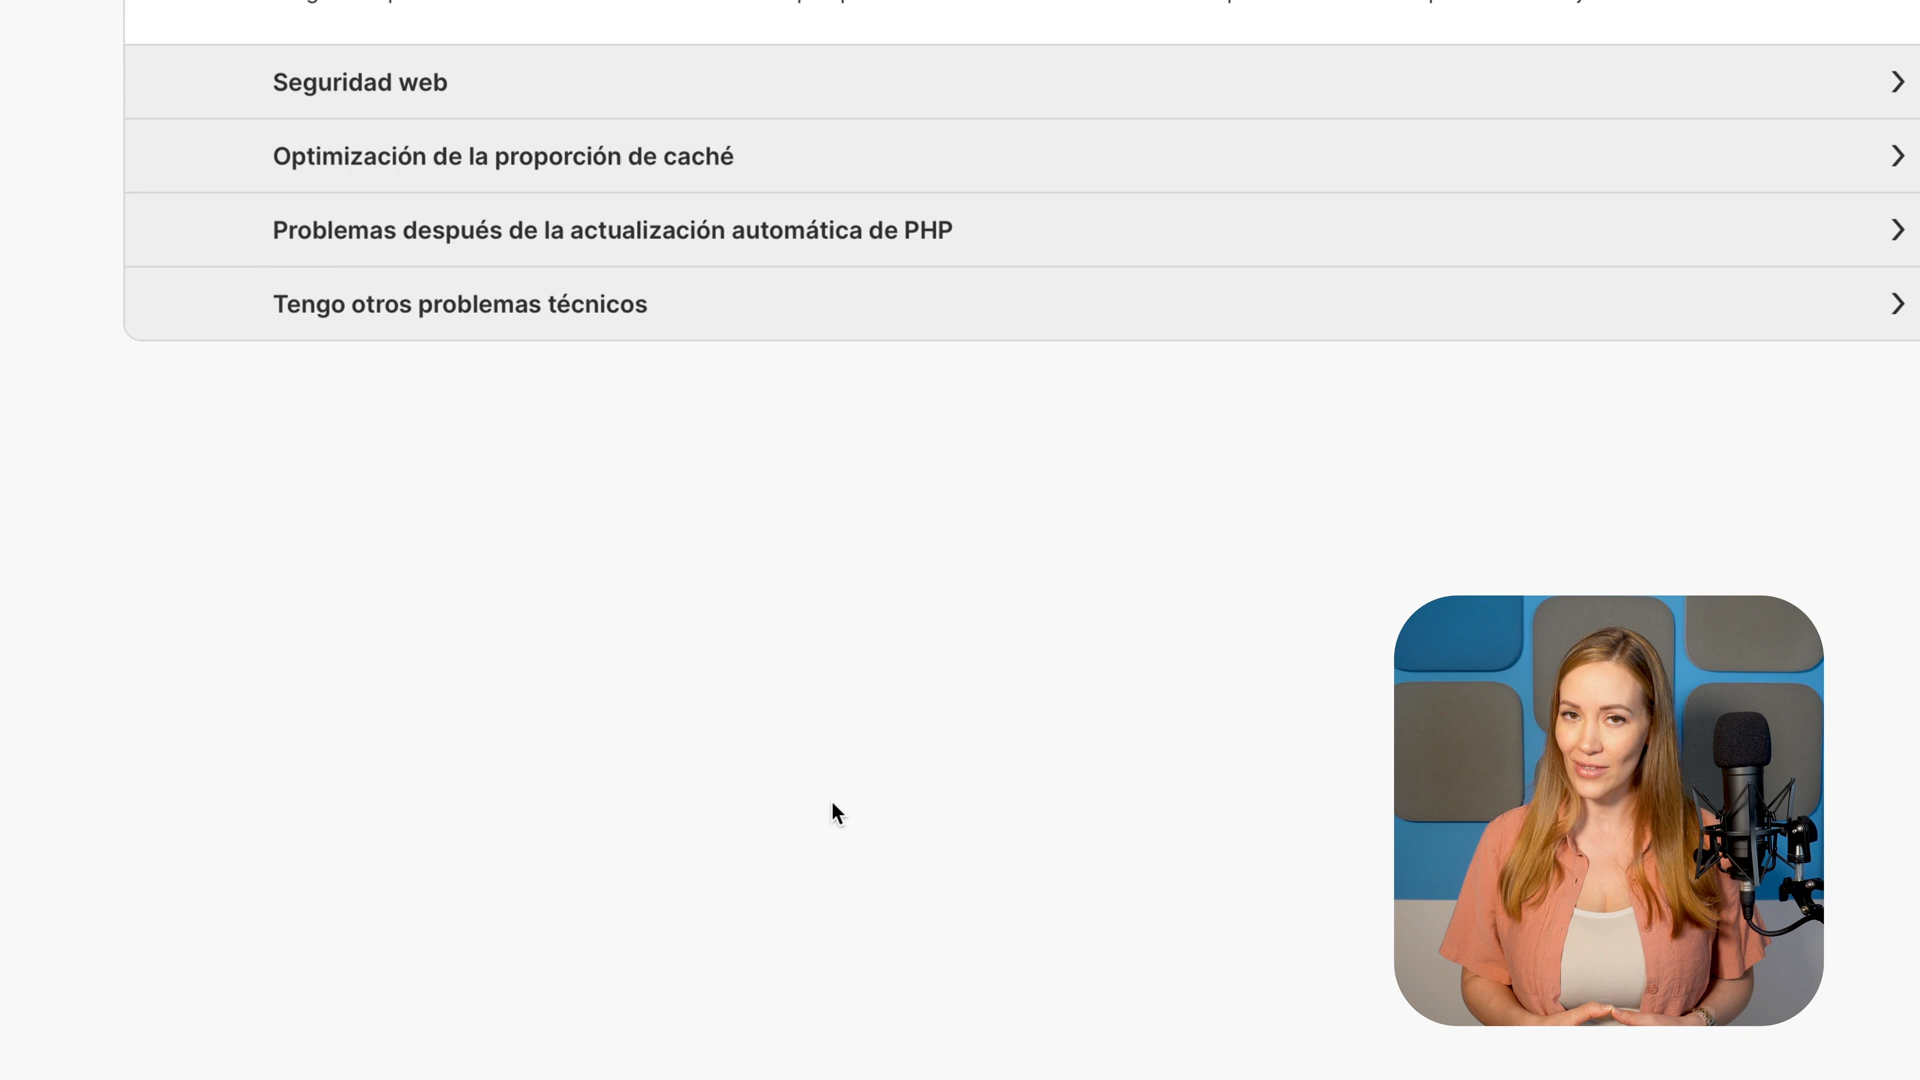 Seguridad web
Optimización de la proporción de caché
Problemas después de la actualización automática de PHP
Tengo otros problemas técnicos